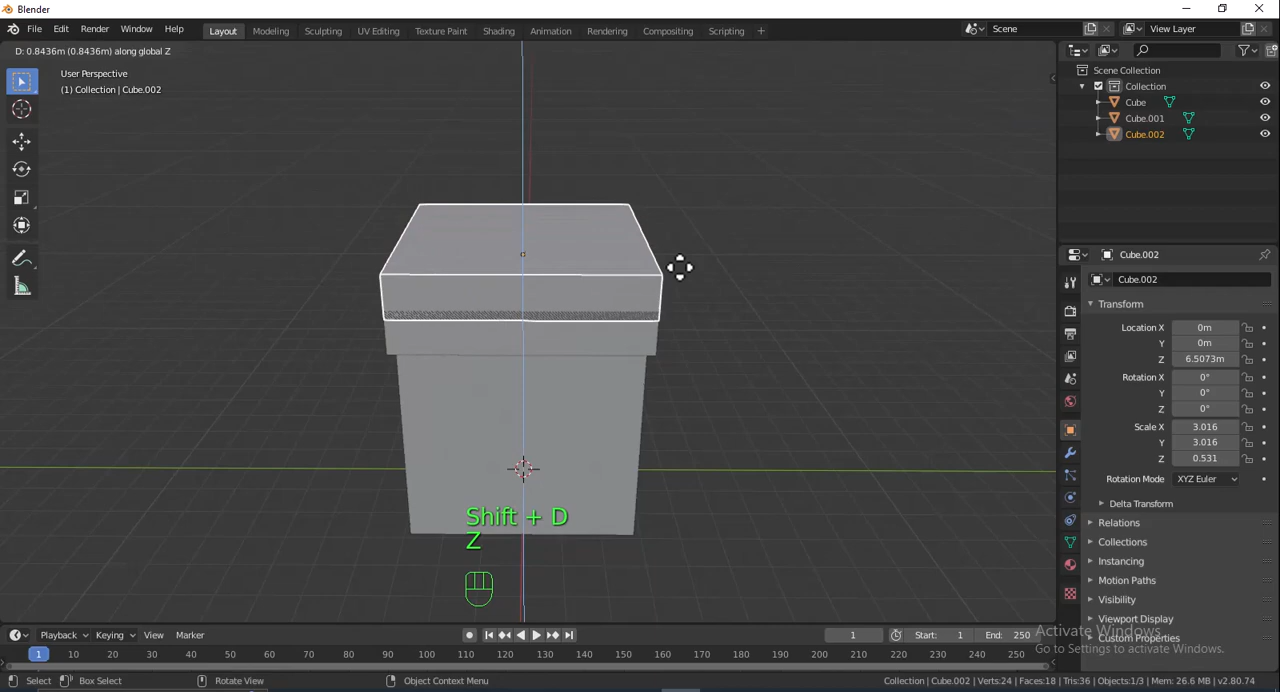 Blender
File Edit Render Window Help
Layout Modeling Sculpting UV Editing Texture Paint Shading Animation Rendering Compositing Scripting +
Scene
View Layer
D: 0.8436m (0.8436m) along global Z
User Perspective
(1) Collection | Cube.002
Scene Collection
Collection
Cube
Cube.001
Cube.002
Cube.002
Cube.002
Transform
Location X 0m
Y 0m
Z 6.5073m
Rotation X 0°
Y 0°
Z 0°
Scale X 3.016
Y 3.016
Z 0.531
Rotation Mode XYZ Euler
Delta Transform
Relations
Collections
Instancing
Motion Paths
Visibility
Viewport Display
Custom Properties
Shift + D
Z
Activate Windows
Go to Settings to activate Windows.
Playback Keying View Marker
1 Start: 1 End: 250
1 10 20 30 40 50 60 70 80 90 100 110 120 130 140 150 160 170 180 190 200 210 220 230 240 250
Select Box Select Rotate View Object Context Menu
Collection | Cube.002 | Verts:24 | Faces:18 | Tris:36 | Objects:1/3 | Mem: 26.6 MB | v2.80.74